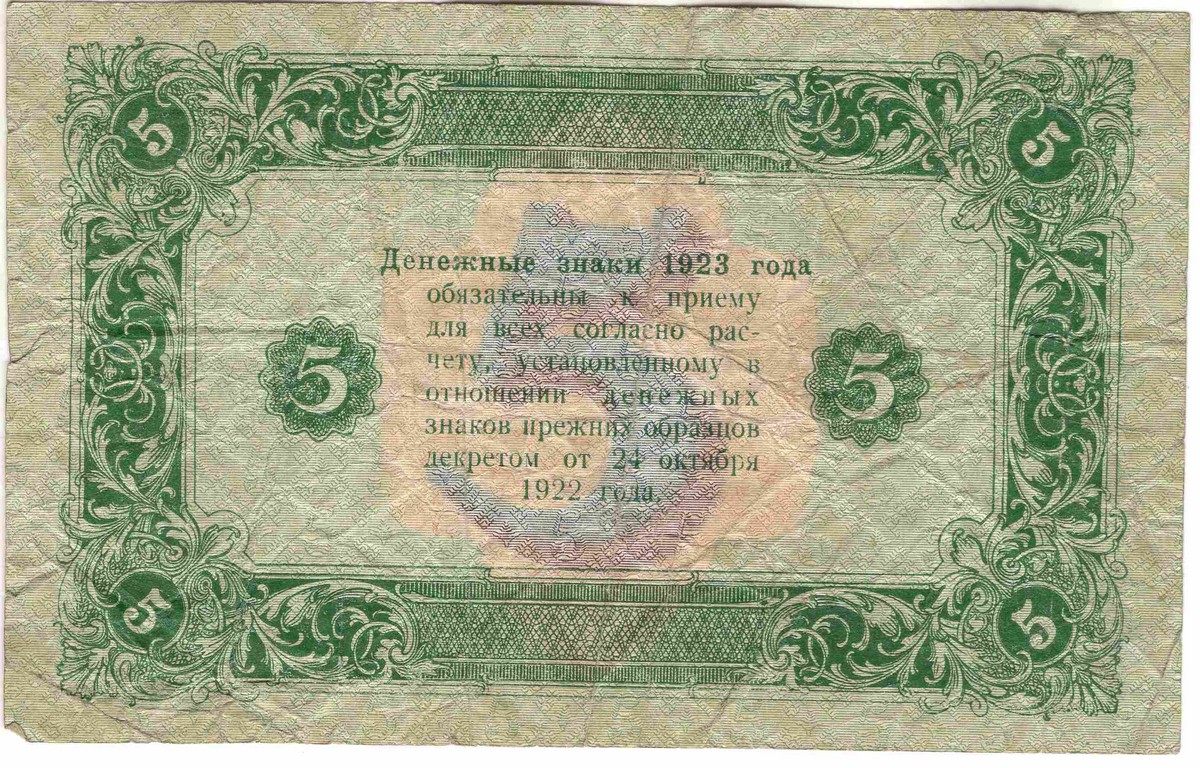 5 5
Денежные знаки 1923 года
обязательны к приему
для всех согласно рас-
чету, установленному в
отношении денежных
знаков прежних образцов
декретом от 24 октября
1922 года.
5 5
5 5